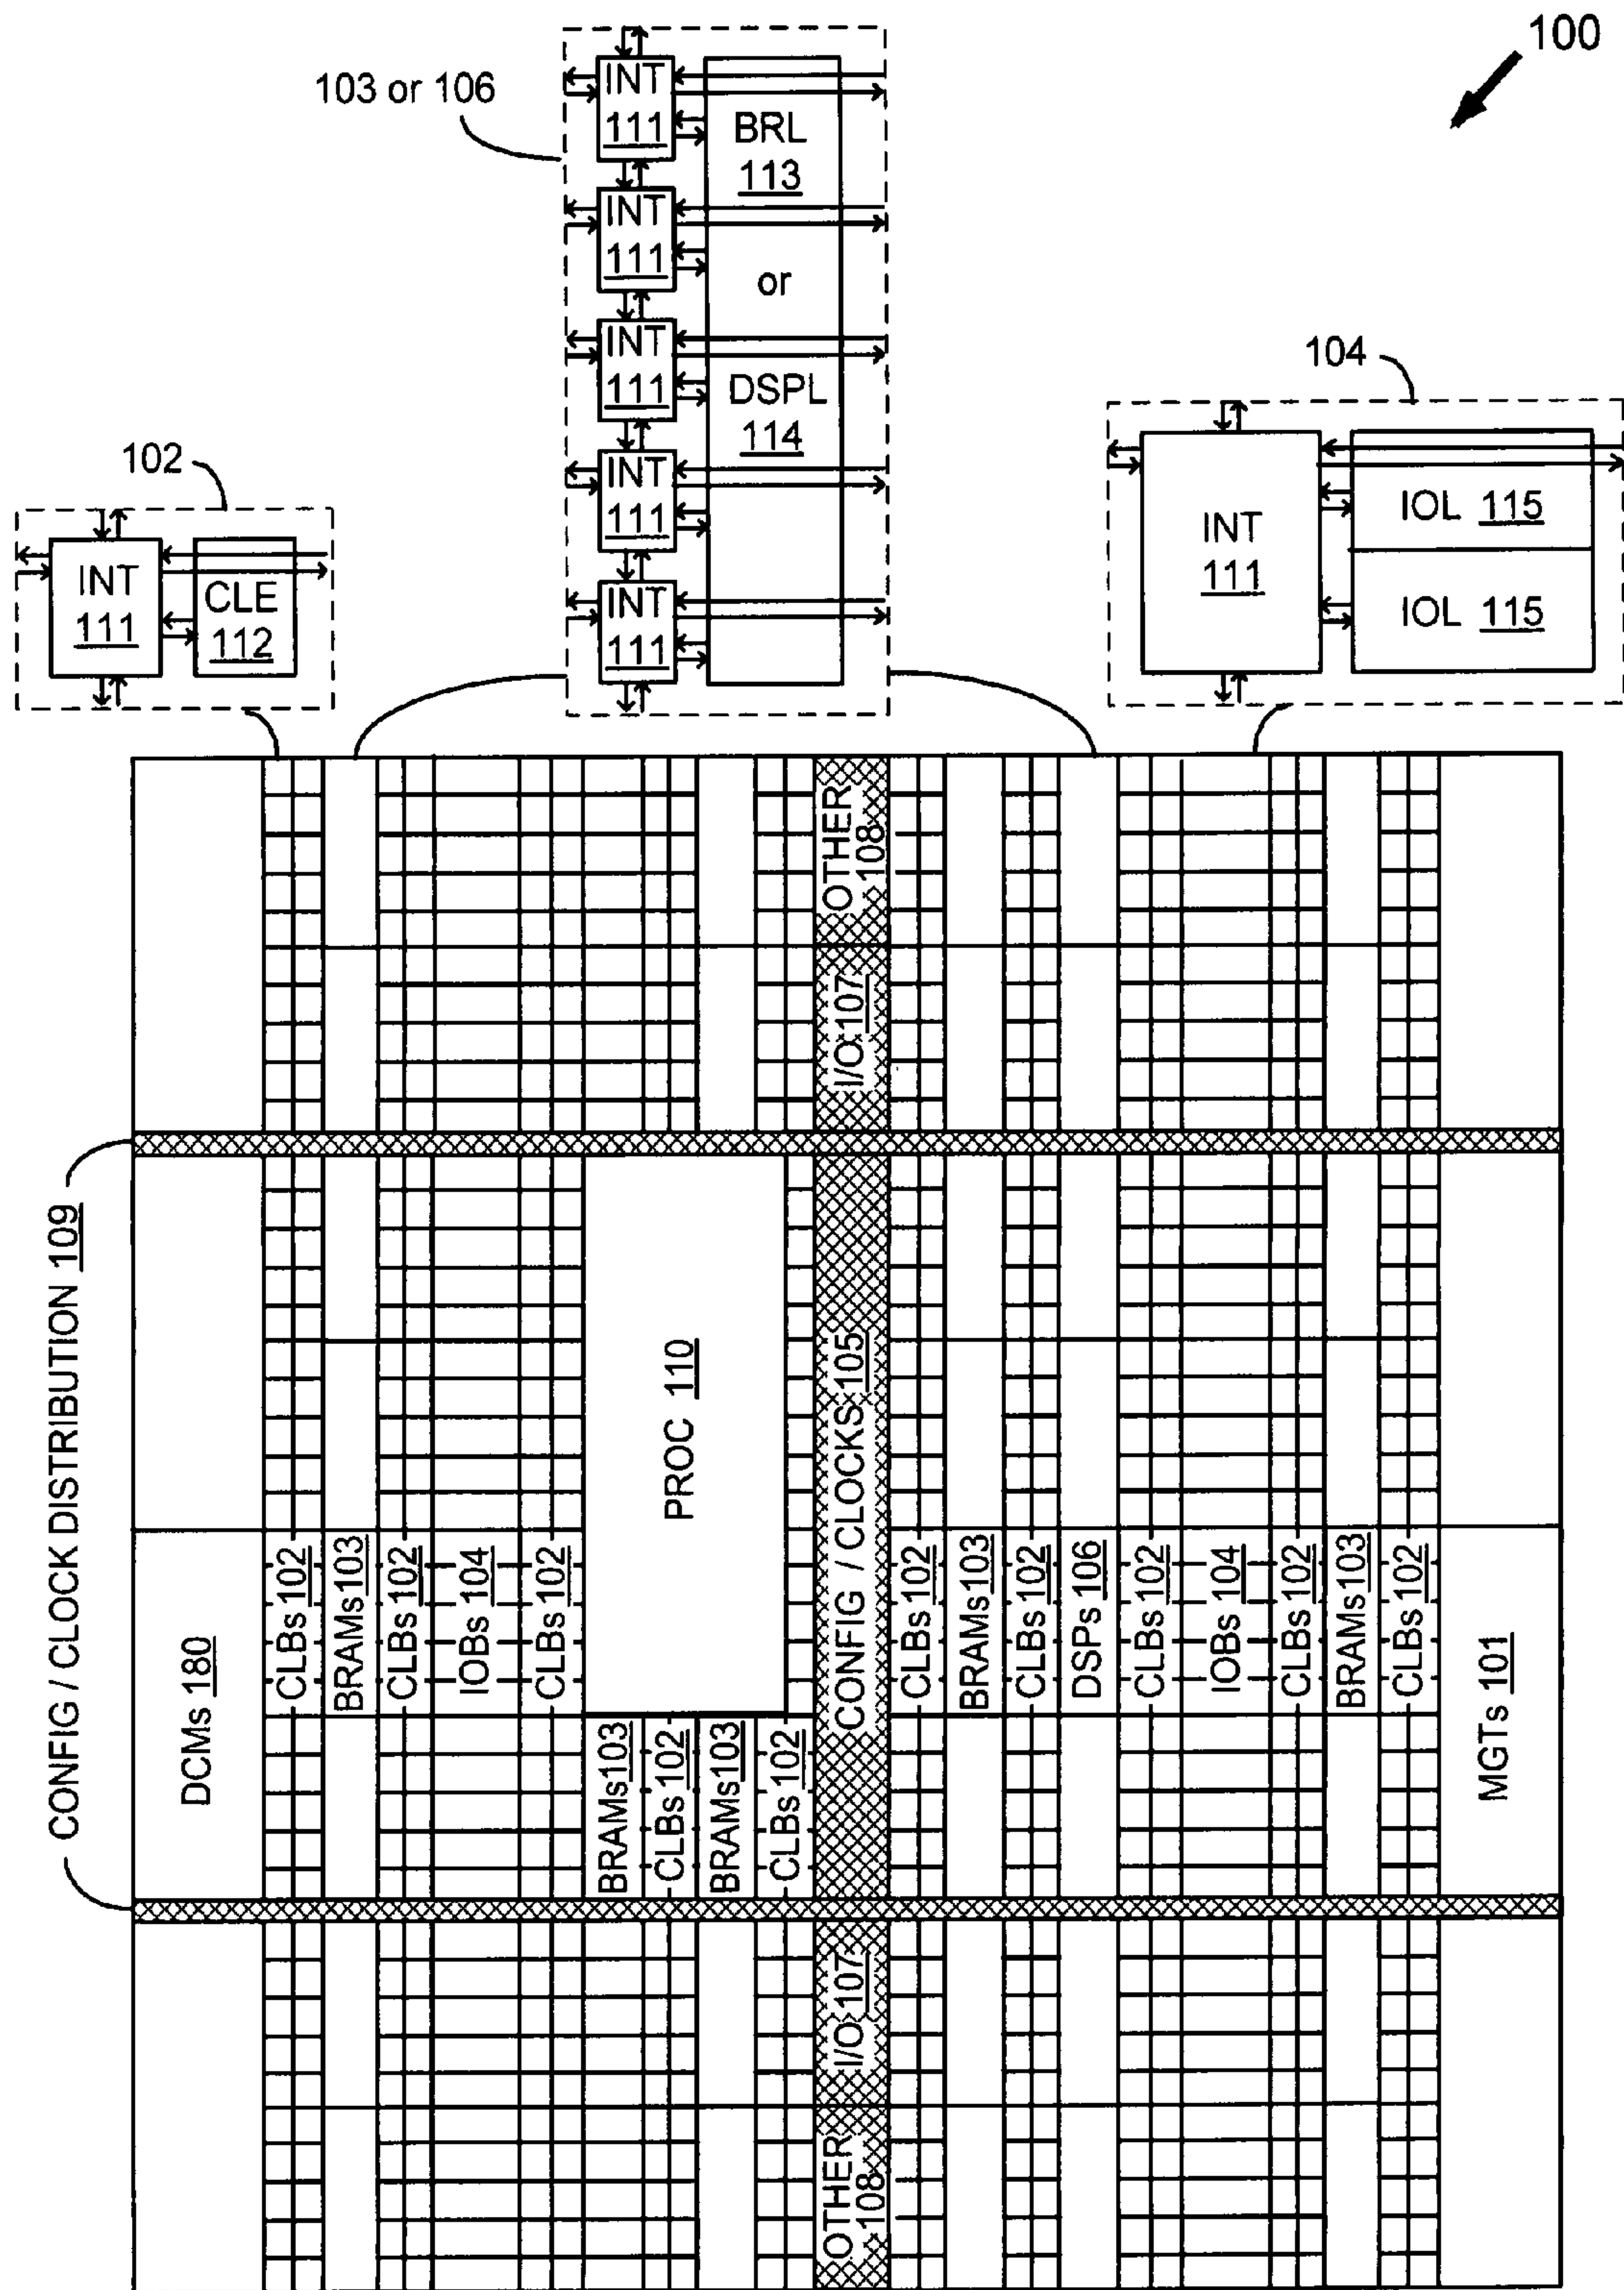 100
103 or 106
INT
111
INT
111
INT
111
INT
111
INT
111
BRL
113
or
DSPL
114
104
INT
111
IOL 115
IOL 115
102
INT
111
CLE
112
OTHER
108
I/O 107
CONFIG / CLOCK DISTRIBUTION 109
PROC 110
CONFIG / CLOCKS 105
DCMs 180
CLBs 102
BRAMs 103
CLBs 102
IOBs 104
CLBs 102
BRAMs 103
CLBs 102
BRAMs 103
CLBs 102
CLBs 102
BRAMs 103
CLBs 102
DSPs 106
CLBs 102
IOBs 104
CLBs 102
BRAMs 103
CLBs 102
MGTs 101
I/O 107
OTHER
108